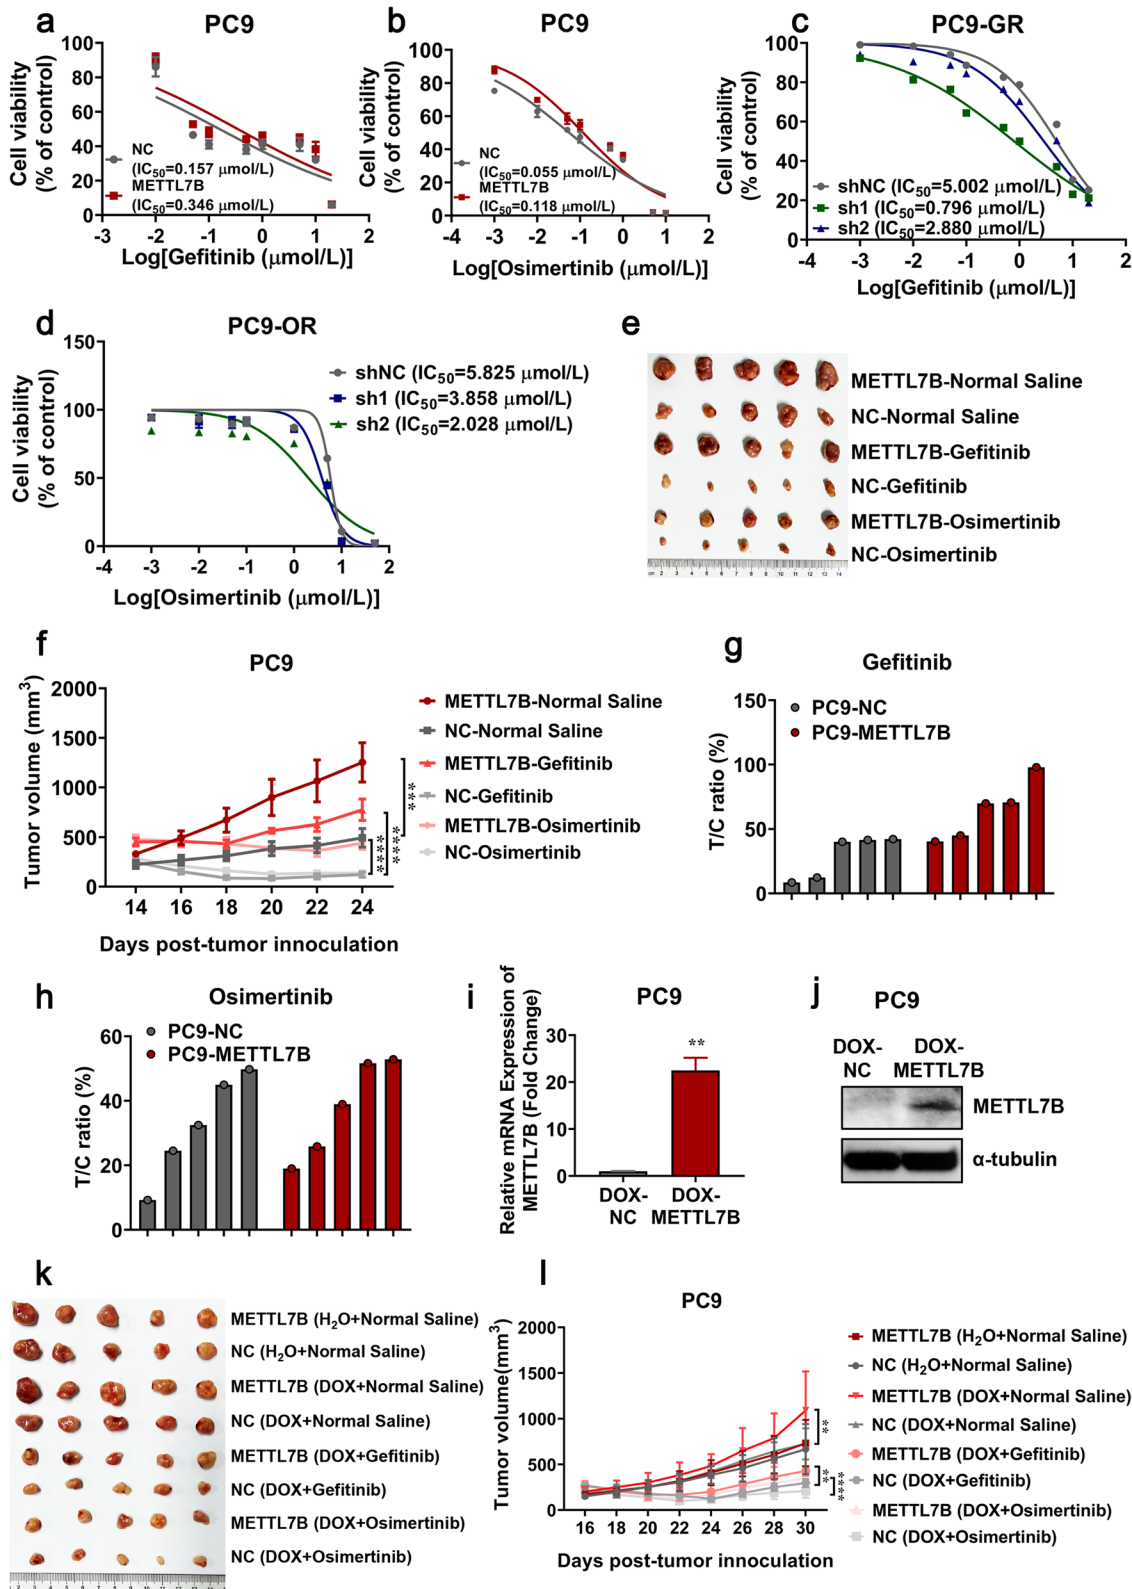 a
PC9
Cell viability
(% of control)
100
80
60
40
20
0
NC
(IC50=0.157 μmol/L)
METTL7B
(IC50=0.346 μmol/L)
-3 -2 -1 0 1 2
Log[Gefitinib (μmol/L)]
b
PC9
Cell viability
(% of control)
100
80
60
40
20
0
NC
(IC50=0.055 μmol/L)
METTL7B
(IC50=0.118 μmol/L)
-4 -3 -2 -1 0 1 2
Log[Osimertinib (μmol/L)]
c
PC9-GR
Cell viability
(% of control)
100
80
60
40
20
0
shNC (IC50=5.002 μmol/L)
sh1 (IC50=0.796 μmol/L)
sh2 (IC50=2.880 μmol/L)
-4 -3 -2 -1 0 1 2
Log[Gefitinib (μmol/L)]
d
PC9-OR
Cell viability
(% of control)
150
100
50
0
shNC (IC50=5.825 μmol/L)
sh1 (IC50=3.858 μmol/L)
sh2 (IC50=2.028 μmol/L)
-4 -3 -2 -1 0 1 2
Log[Osimertinib (μmol/L)]
e
METTL7B-Normal Saline
NC-Normal Saline
METTL7B-Gefitinib
NC-Gefitinib
METTL7B-Osimertinib
NC-Osimertinib
f
PC9
Tumor volume (mm3)
2000
1500
1000
500
0
14 16 18 20 22 24
Days post-tumor innoculation
METTL7B-Normal Saline
NC-Normal Saline
METTL7B-Gefitinib
NC-Gefitinib
METTL7B-Osimertinib
NC-Osimertinib
***
****
****
g
Gefitinib
T/C ratio (%)
150
100
50
0
PC9-NC
PC9-METTL7B
h
Osimertinib
T/C ratio (%)
60
40
20
0
PC9-NC
PC9-METTL7B
i
PC9
Relative mRNA Expression of
METTL7B (Fold Change)
30
20
10
0
**
DOX-
NC
DOX-
METTL7B
j
PC9
DOX-
NC
DOX-
METTL7B
METTL7B
α-tubulin
k
METTL7B (H2O+Normal Saline)
NC (H2O+Normal Saline)
METTL7B (DOX+Normal Saline)
NC (DOX+Normal Saline)
METTL7B (DOX+Gefitinib)
NC (DOX+Gefitinib)
METTL7B (DOX+Osimertinib)
NC (DOX+Osimertinib)
l
PC9
Tumor volume(mm3)
2000
1500
1000
500
0
16 18 20 22 24 26 28 30
Days post-tumor innoculation
METTL7B (H2O+Normal Saline)
NC (H2O+Normal Saline)
METTL7B (DOX+Normal Saline)
NC (DOX+Normal Saline)
METTL7B (DOX+Gefitinib)
NC (DOX+Gefitinib)
METTL7B (DOX+Osimertinib)
NC (DOX+Osimertinib)
**
**
****